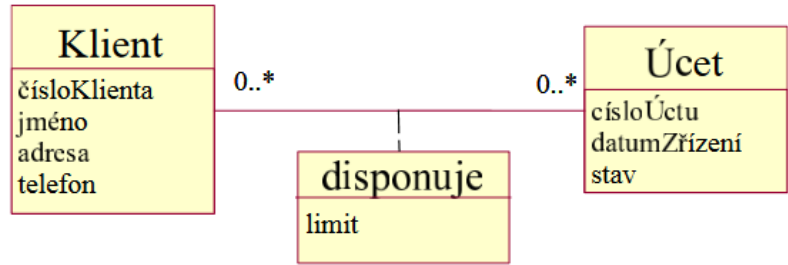 Klient
čísloKlienta
jméno
adresa
telefon
0..*
0..*
disponuje
limit
Úcet
císloÚctu
datumZřízení
stav